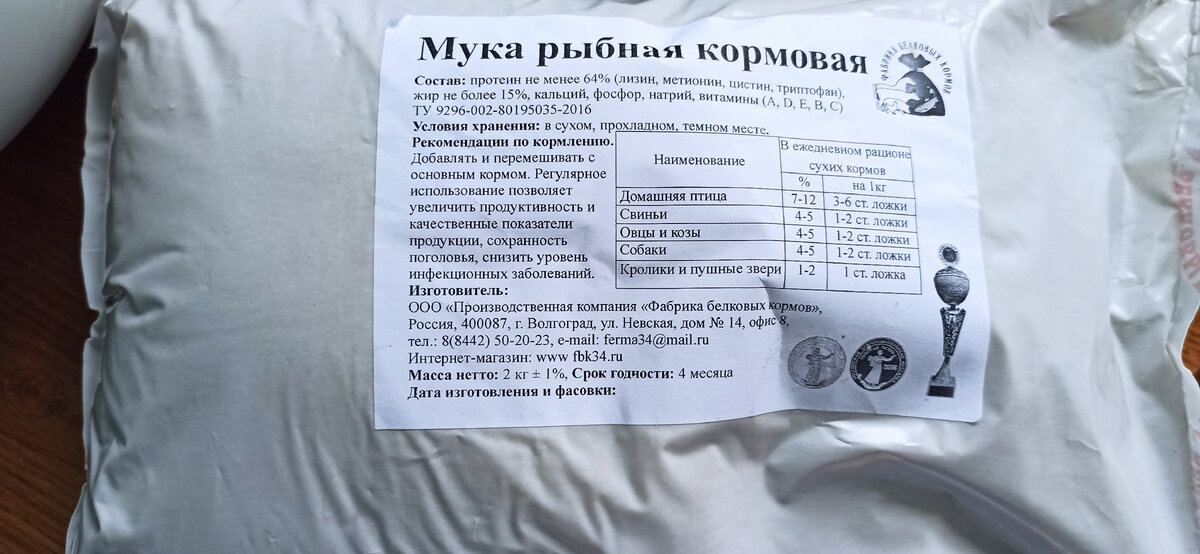 Мука рыбная кормовая
ФАБРИКА БЕЛКОВЫХ КОРМОВ
Состав: протеин не менее 64% (лизин, метионин, цистин, триптофан),
жир не более 15%, кальций, фосфор, натрий, витамины (A, D, E, B, C)
ТУ 9296-002-80195035-2016
Условия хранения: в сухом, прохладном, темном месте.
Рекомендации по кормлению.
Добавлять и перемешивать с
основным кормом. Регулярное
использование позволяет
увеличить продуктивность и
качественные показатели
продукции, сохранность
поголовья, снизить уровень
инфекционных заболеваний.
Наименование
В ежедневном рационе
сухих кормов
% на 1кг
Домашняя птица 7-12 3-6 ст. ложки
Свиньи 4-5 1-2 ст. ложки
Овцы и козы 4-5 1-2 ст. ложки
Собаки 4-5 1-2 ст. ложки
Кролики и пушные звери 1-2 1 ст. ложка
Изготовитель:
ООО «Производственная компания «Фабрика белковых кормов»,
Россия, 400087, г. Волгоград, ул. Невская, дом № 14, офис 8,
тел.: 8(8442) 50-20-23, e-mail: ferma34@mail.ru
Интернет-магазин: www fbk34.ru
Масса нетто: 2 кг ± 1%, Срок годности: 4 месяца
Дата изготовления и фасовки:
2016